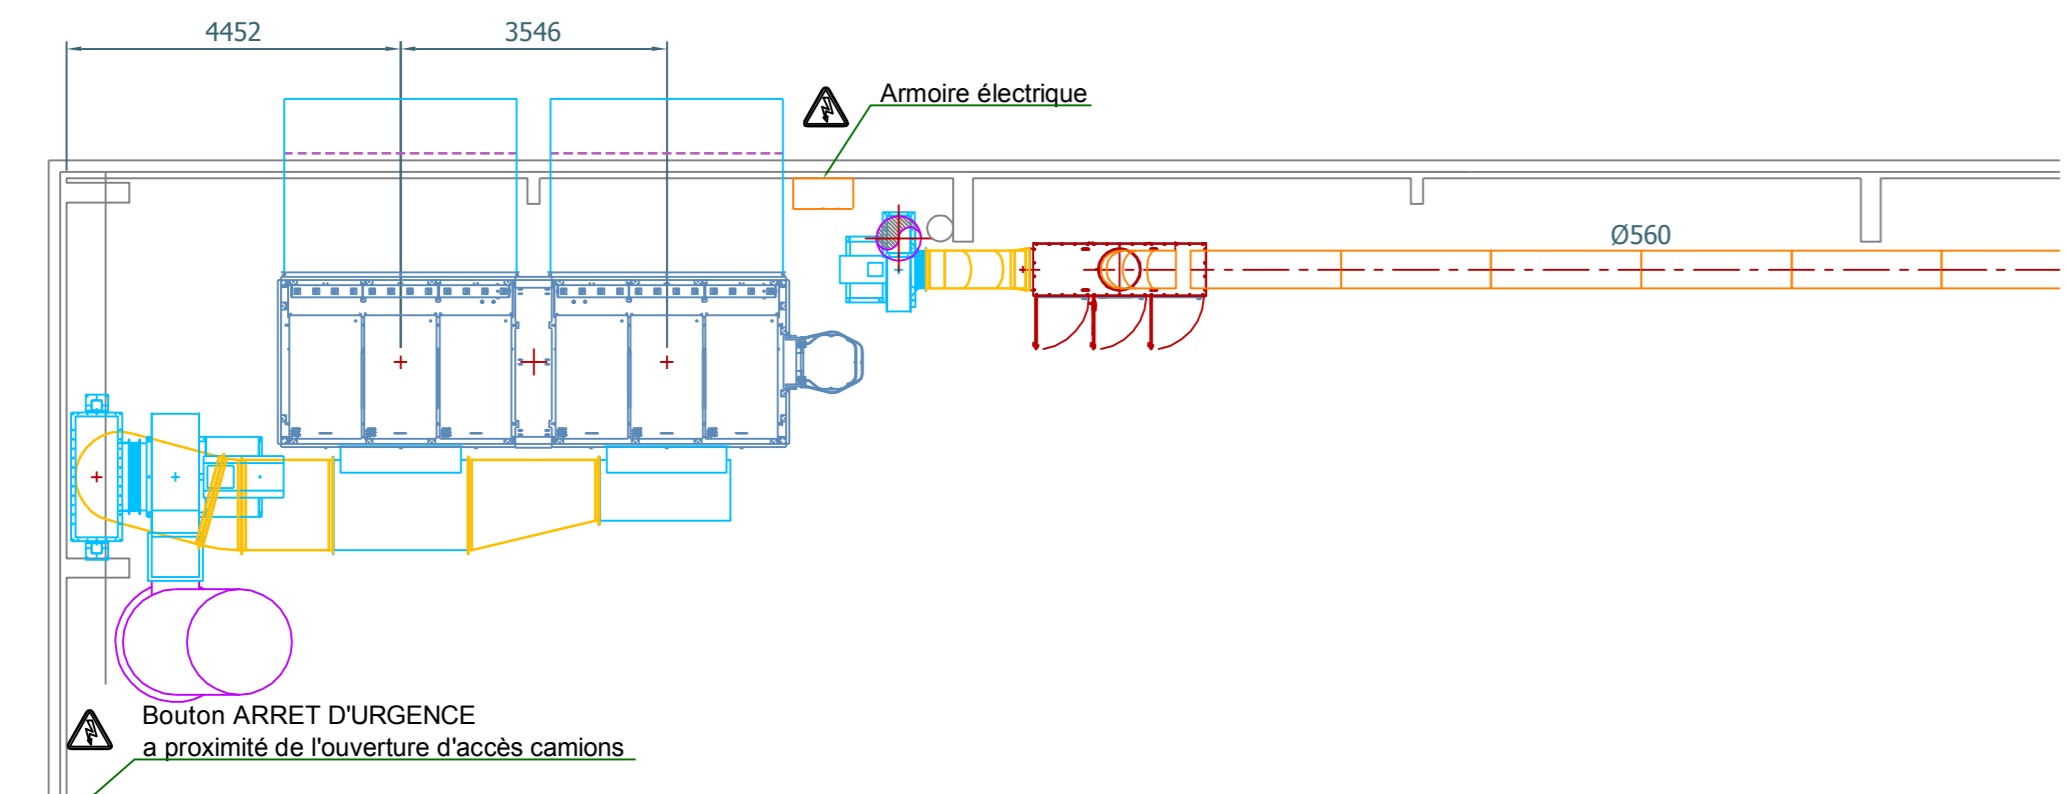 4452
3546
Armoire électrique
Ø560
Bouton ARRET D'URGENCE
a proximité de l'ouverture d'accès camions